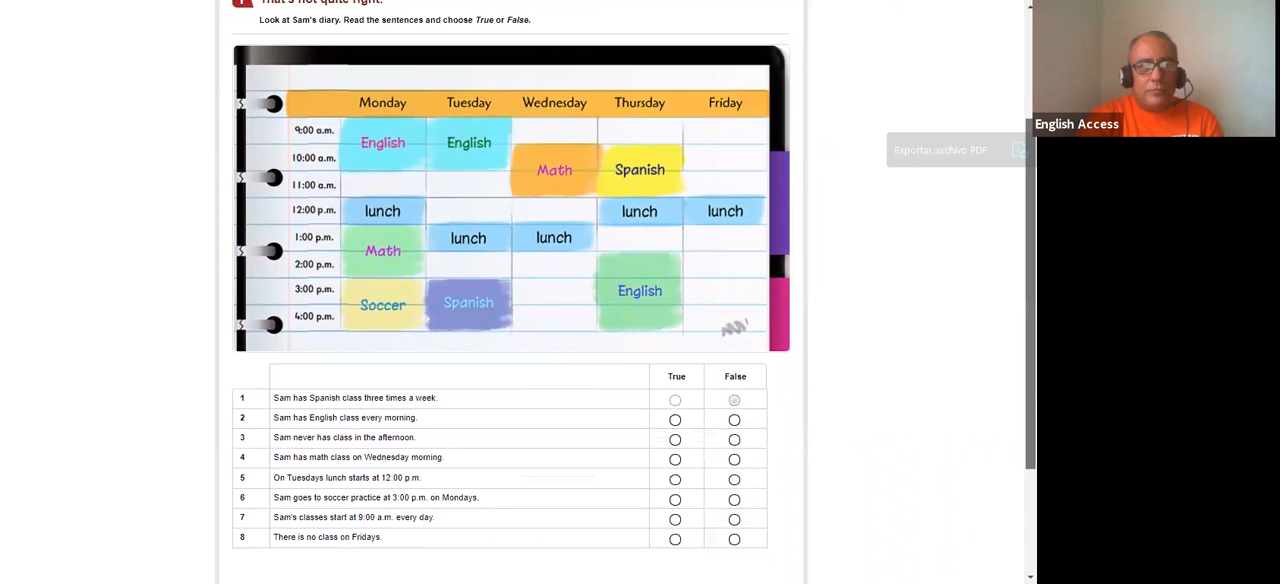 That's not quite right!
Look at Sam's diary. Read the sentences and choose True or False.
Monday Tuesday Wednesday Thursday Friday
9:00 a.m.
English English
10:00 a.m.
Math Spanish
11:00 a.m.
12:00 p.m. lunch lunch lunch
1:00 p.m. lunch lunch
Math
2:00 p.m.
3:00 p.m. English
Soccer Spanish
4:00 p.m.
True False
1 Sam has Spanish class three times a week.
2 Sam has English class every morning.
3 Sam never has class in the afternoon.
4 Sam has math class on Wednesday morning.
5 On Tuesdays lunch starts at 12:00 p.m.
6 Sam goes to soccer practice at 3:00 p.m. on Mondays.
7 Sam's classes start at 9:00 a.m. every day.
8 There is no class on Fridays.
Exportar archivo PDF
English Access